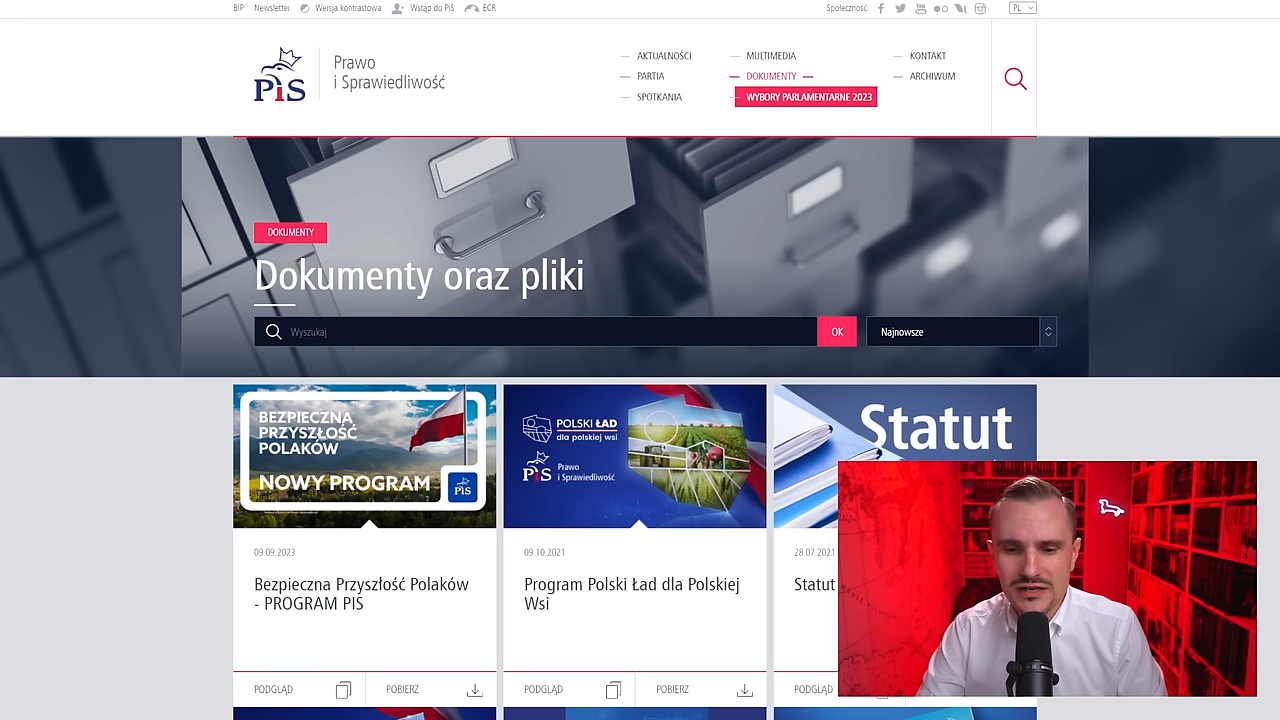 BIP Newsletter Wersja kontrastowa Wstąp do PiS ECR Społeczność: You Tube PL
PiS
Prawo
i Sprawiedliwość
AKTUALNOŚCI
PARTIA
SPOTKANIA
MULTIMEDIA
DOKUMENTY
WYBORY PARLAMENTARNE 2023
KONTAKT
ARCHIWUM
DOKUMENTY
Dokumenty oraz pliki
Wyszukaj
OK
Najnowsze
BEZPIECZNA
PRZYSZŁOŚĆ
POLAKÓW
NOWY PROGRAM
PiS
09.09.2023
Bezpieczna Przyszłość Polaków
- PROGRAM PIS
PODGLĄD
POBIERZ
POLSKI ŁAD
dla polskiej wsi
PiS
Prawo
i Sprawiedliwość
09.10.2021
Program Polski Ład dla Polskiej
Wsi
PODGLĄD
POBIERZ
Statut
28.07.2021
Statut
PODGLĄD